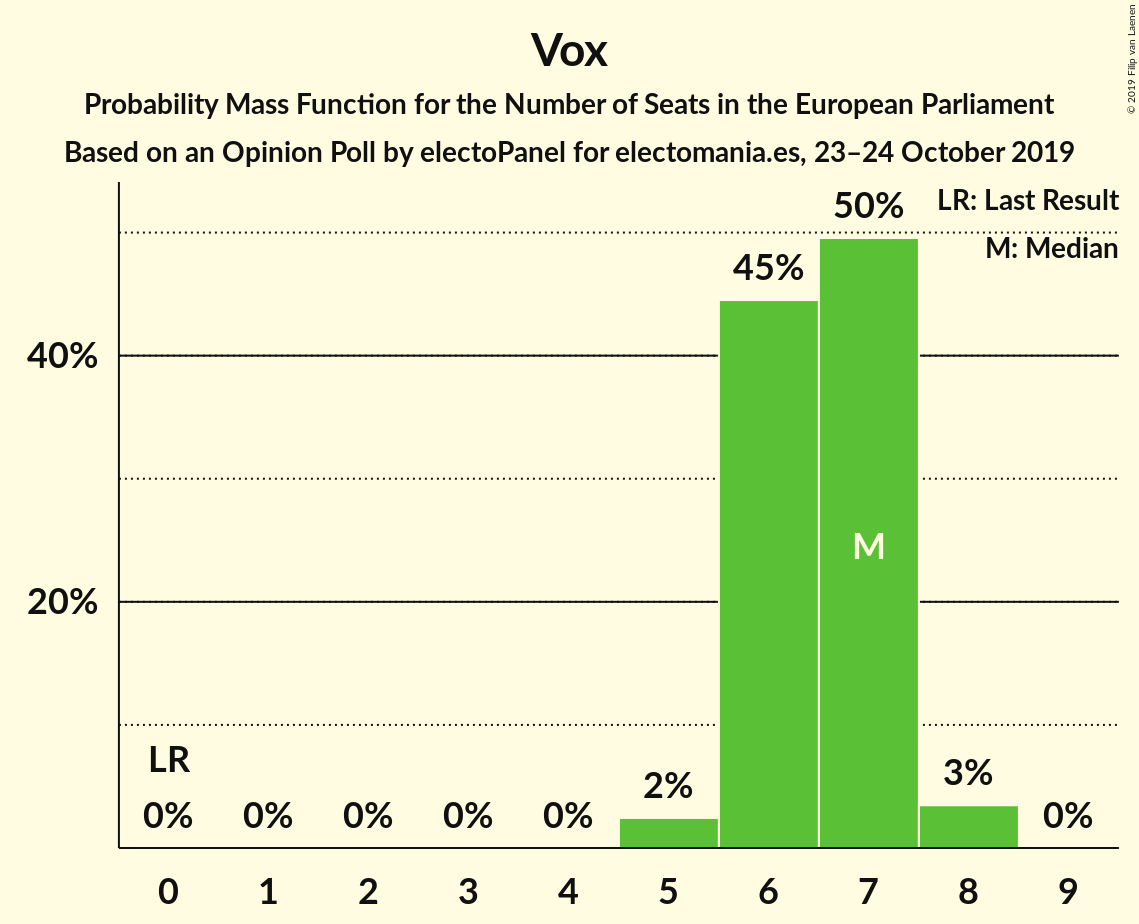 Vox
Probability Mass Function for the Number of Seats in the European Parliament
Based on an Opinion Poll by electoPanel for electomania.es, 23–24 October 2019
© 2019 Filip van Laenen
LR: Last Result
M: Median
50%
45%
40%
M
20%
LR
0% 0% 0% 0% 0% 2% 3% 0%
0 1 2 3 4 5 6 7 8 9